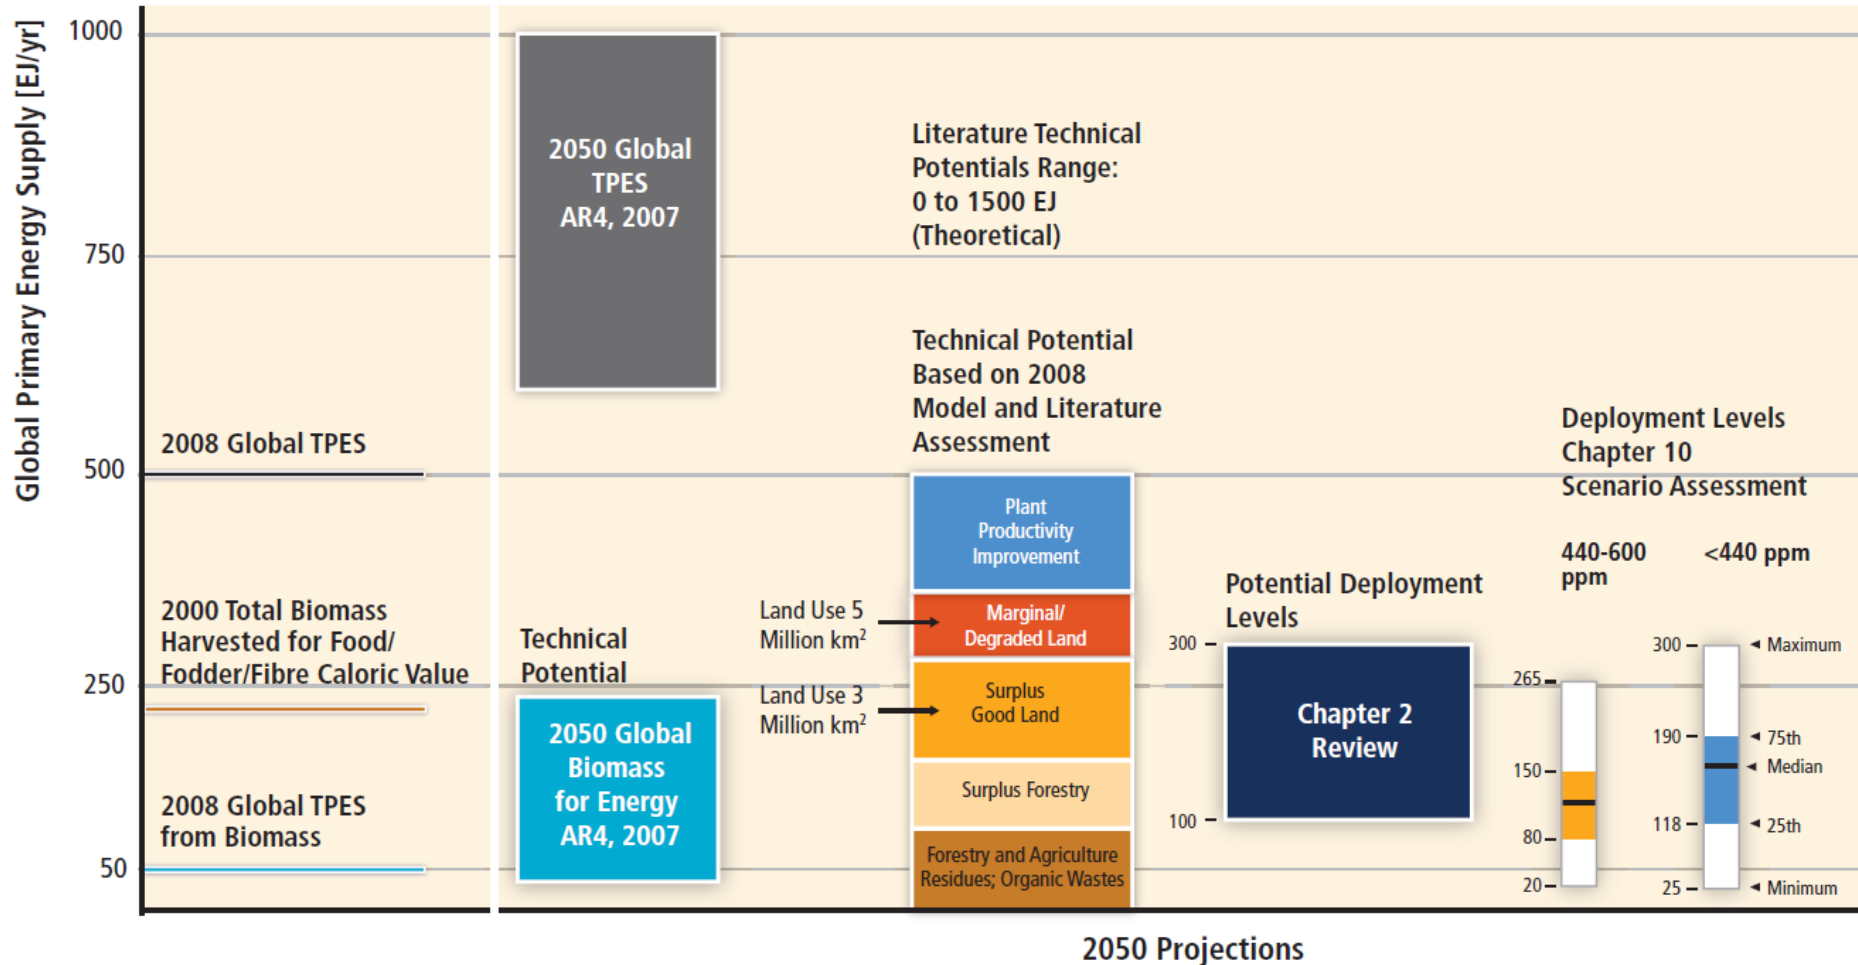 Global Primary Energy Supply [EJ/yr]
1000
750
500
250
50
2008 Global TPES
2000 Total Biomass
Harvested for Food/
Fodder/Fibre Caloric Value
2008 Global TPES
from Biomass
2050 Global
TPES
AR4, 2007
Technical
Potential
2050 Global
Biomass
for Energy
AR4, 2007
Literature Technical
Potentials Range:
0 to 1500 EJ
(Theoretical)
Technical Potential
Based on 2008
Model and Literature
Assessment
Plant
Productivity
Improvement
Land Use 5
Million km²
Marginal/
Degraded Land
Land Use 3
Million km²
Surplus
Good Land
Surplus Forestry
Forestry and Agriculture
Residues; Organic Wastes
Potential Deployment
Levels
300
100
Chapter 2
Review
Deployment Levels
Chapter 10
Scenario Assessment
440-600
ppm
265
150
80
20
<440 ppm
300
190
118
25
Maximum
75th
Median
25th
Minimum
2050 Projections